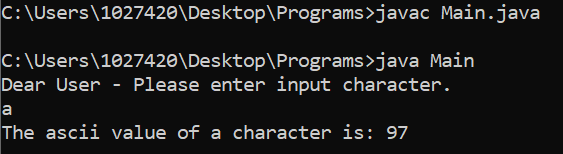 C:\Users\1027420\Desktop\Programs>javac Main.java
C:\Users\1027420\Desktop\Programs>java Main
Dear User - Please enter input character.
a
The ascii value of a character is: 97